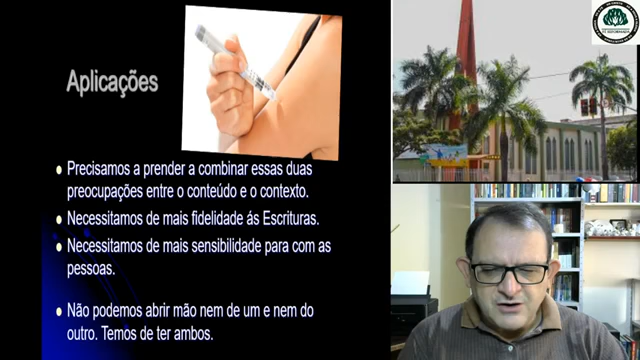 Aplicações
Precisamos a prender a combinar essas duas
preocupações entre o conteúdo e o contexto.
Necessitamos de mais fidelidade ás Escrituras.
Necessitamos de mais sensibilidade para com as
pessoas.
Não podemos abrir mão nem de um e nem do
outro. Temos de ter ambos.